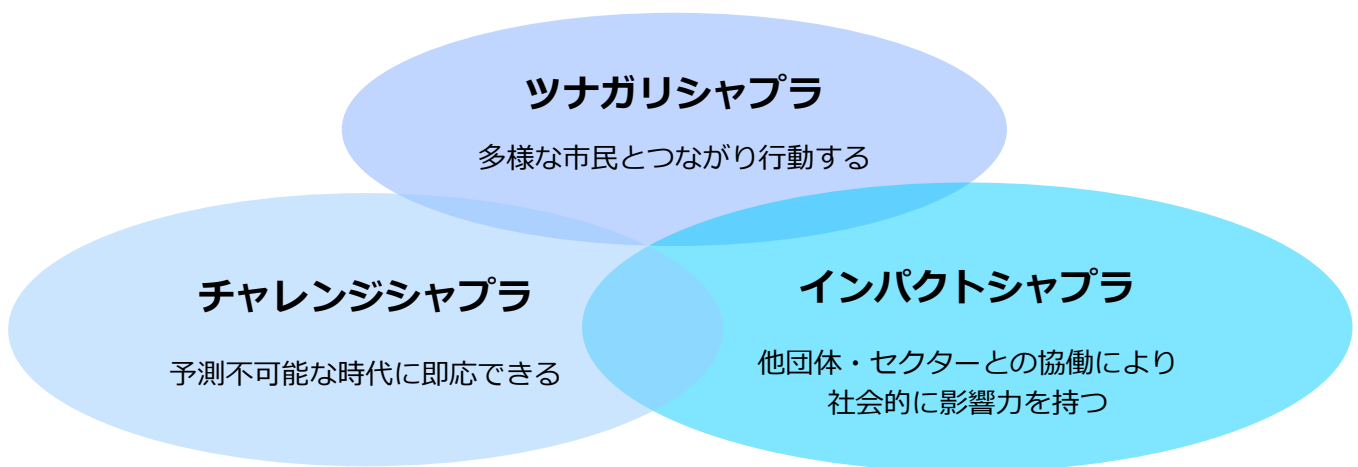 ツナガリシャプラ
多様な市民とつながり行動する
チャレンジシャプラ
予測不可能な時代に即応できる
インパクトシャプラ
他団体・セクターとの協働により
社会的に影響力を持つ